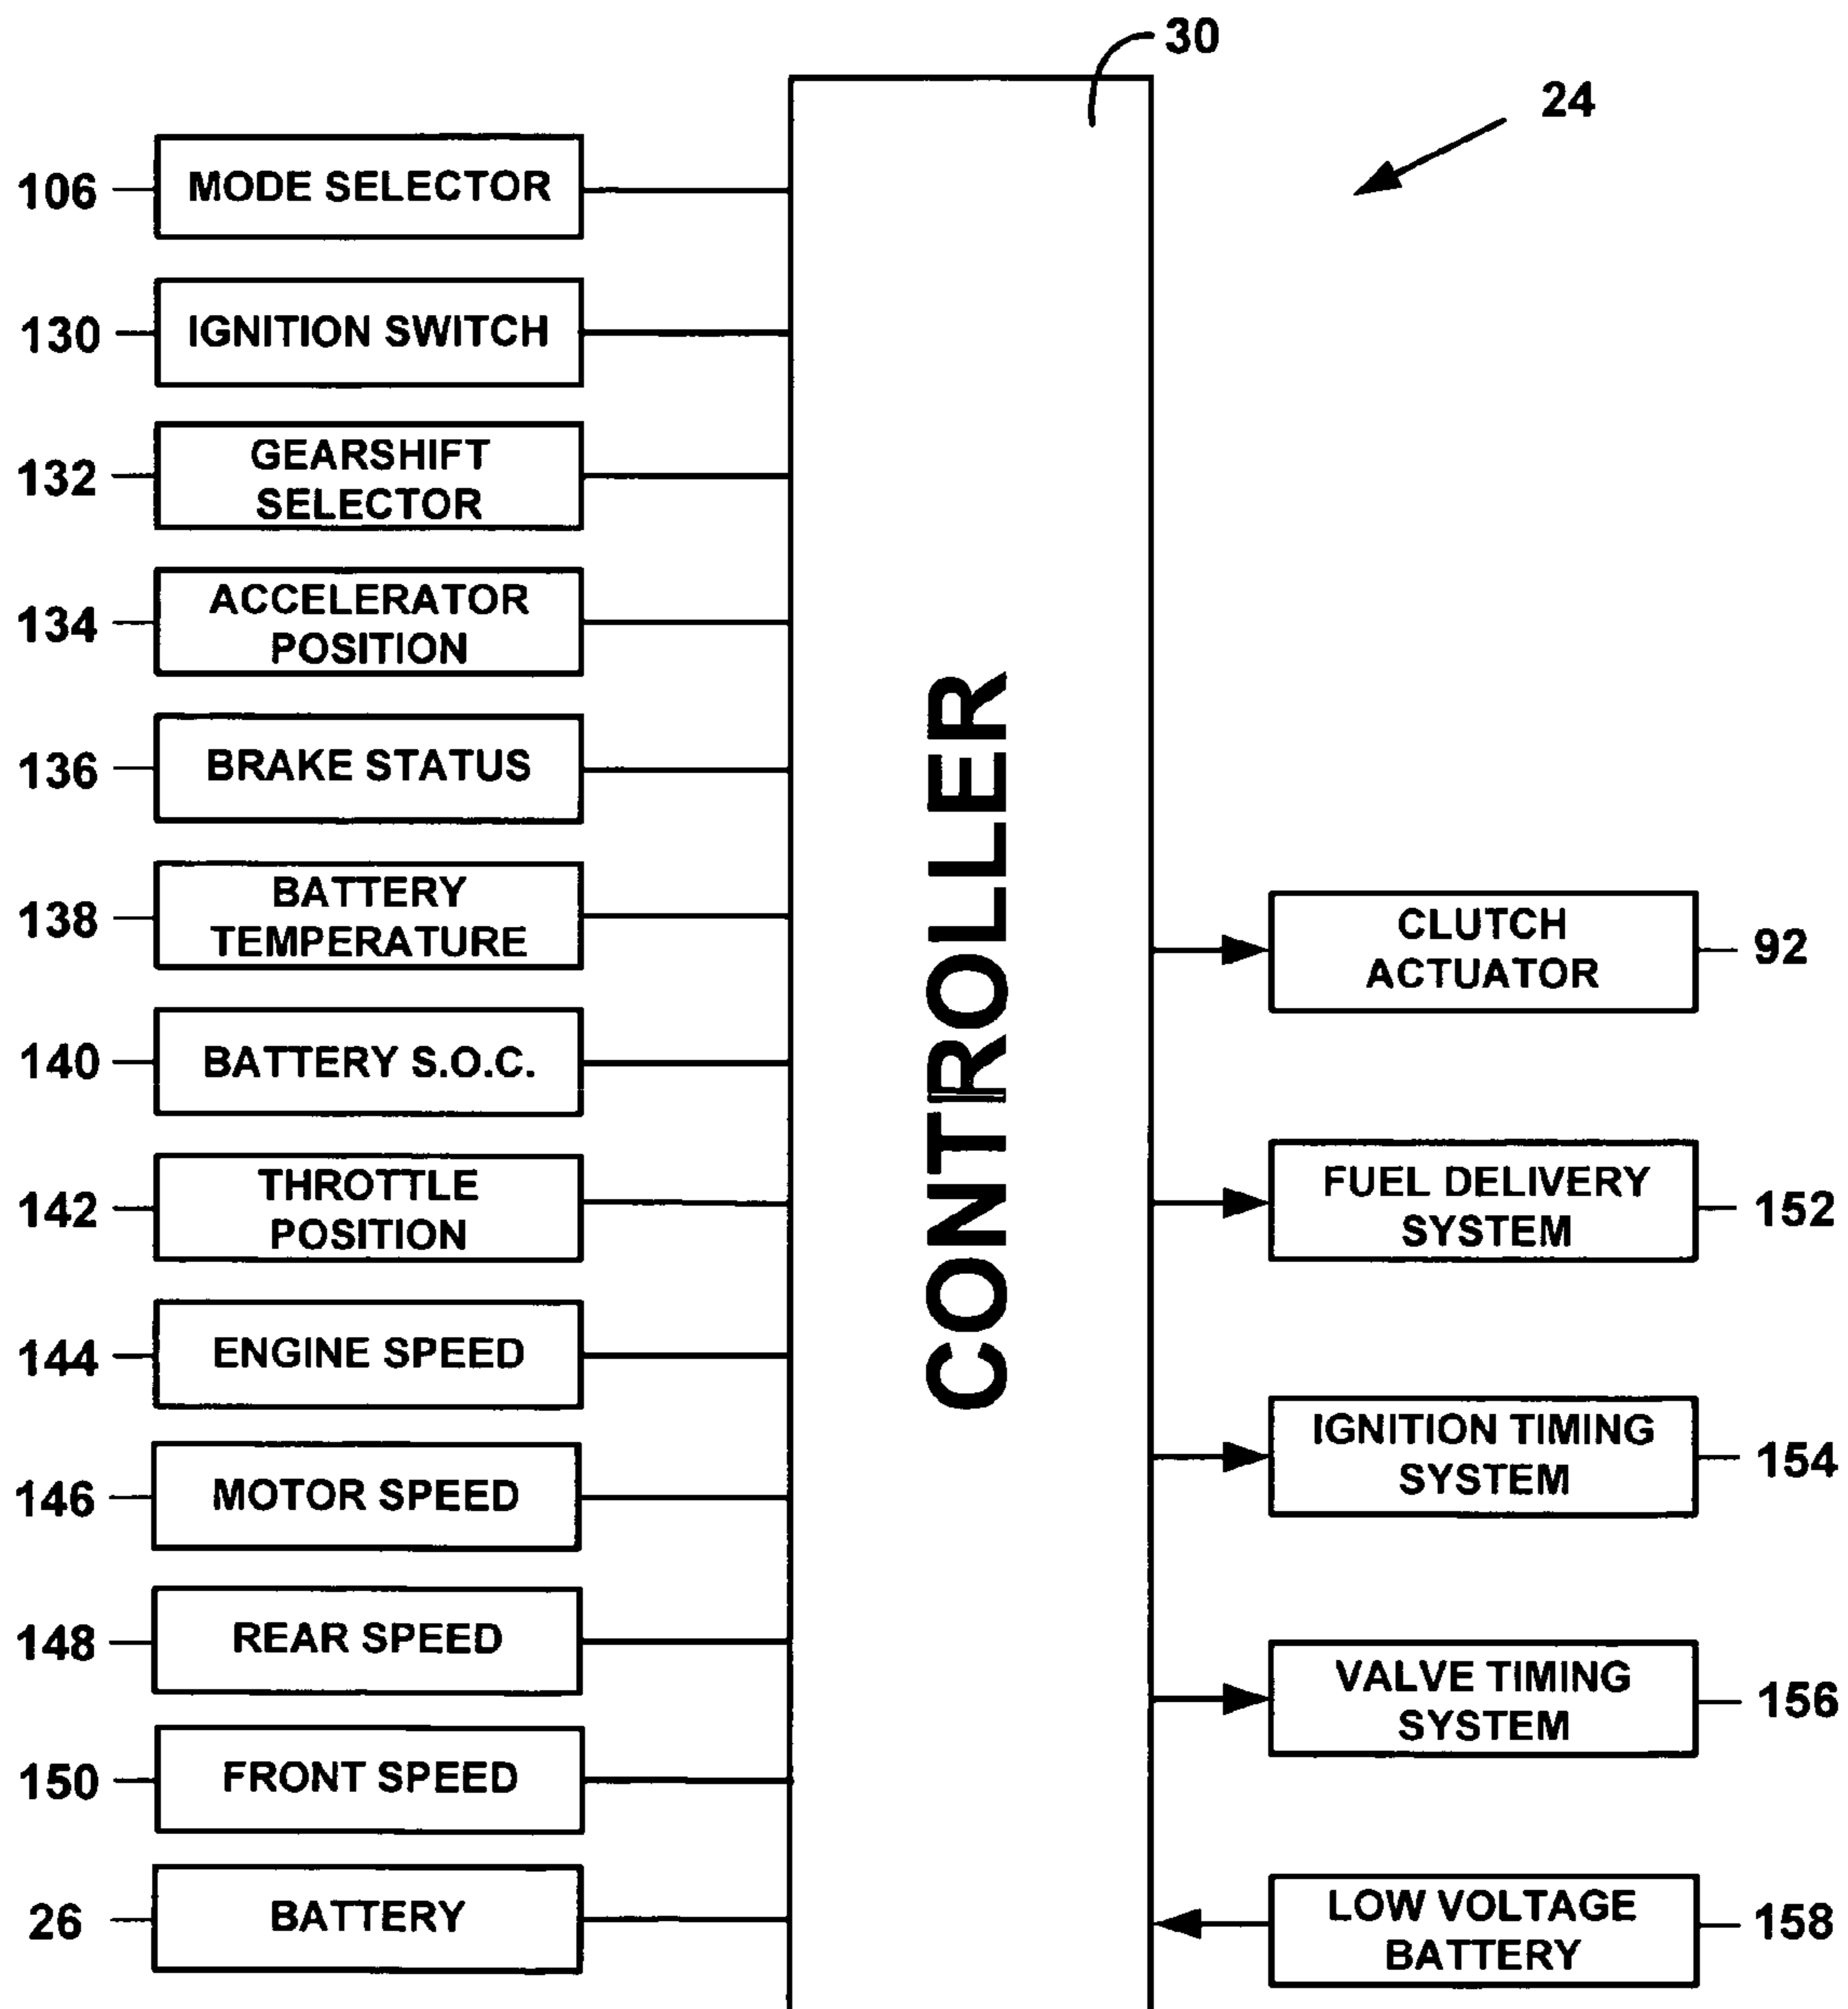 30
24
106
MODE SELECTOR
130
IGNITION SWITCH
132
GEARSHIFT
SELECTOR
134
ACCELERATOR
POSITION
136
BRAKE STATUS
138
BATTERY
TEMPERATURE
140
BATTERY S.O.C.
142
THROTTLE
POSITION
144
ENGINE SPEED
146
MOTOR SPEED
148
REAR SPEED
150
FRONT SPEED
26
BATTERY
CONTROLLER
CLUTCH
ACTUATOR
92
FUEL DELIVERY
SYSTEM
152
IGNITION TIMING
SYSTEM
154
VALVE TIMING
SYSTEM
156
LOW VOLTAGE
BATTERY
158